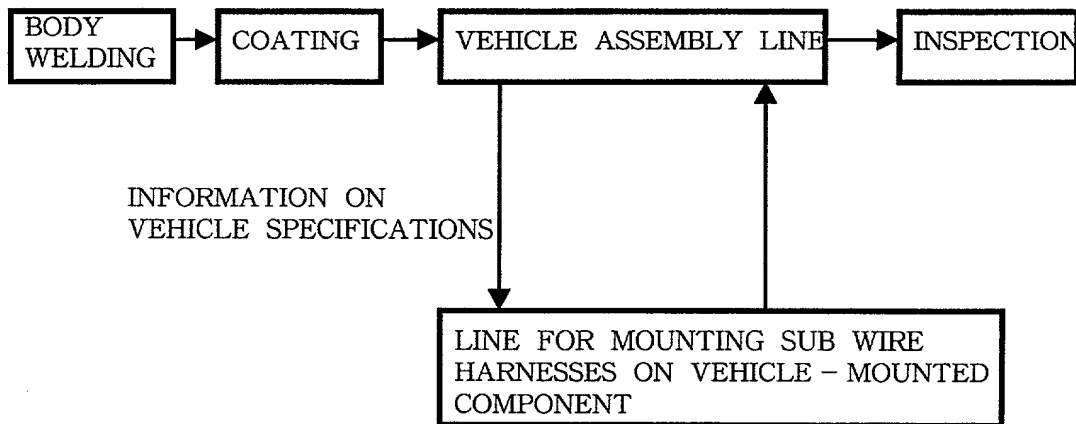 BODY
WELDING
COATING
VEHICLE ASSEMBLY LINE
INSPECTION
INFORMATION ON
VEHICLE SPECIFICATIONS
LINE FOR MOUNTING SUB WIRE
HARNESSES ON VEHICLE – MOUNTED
COMPONENT